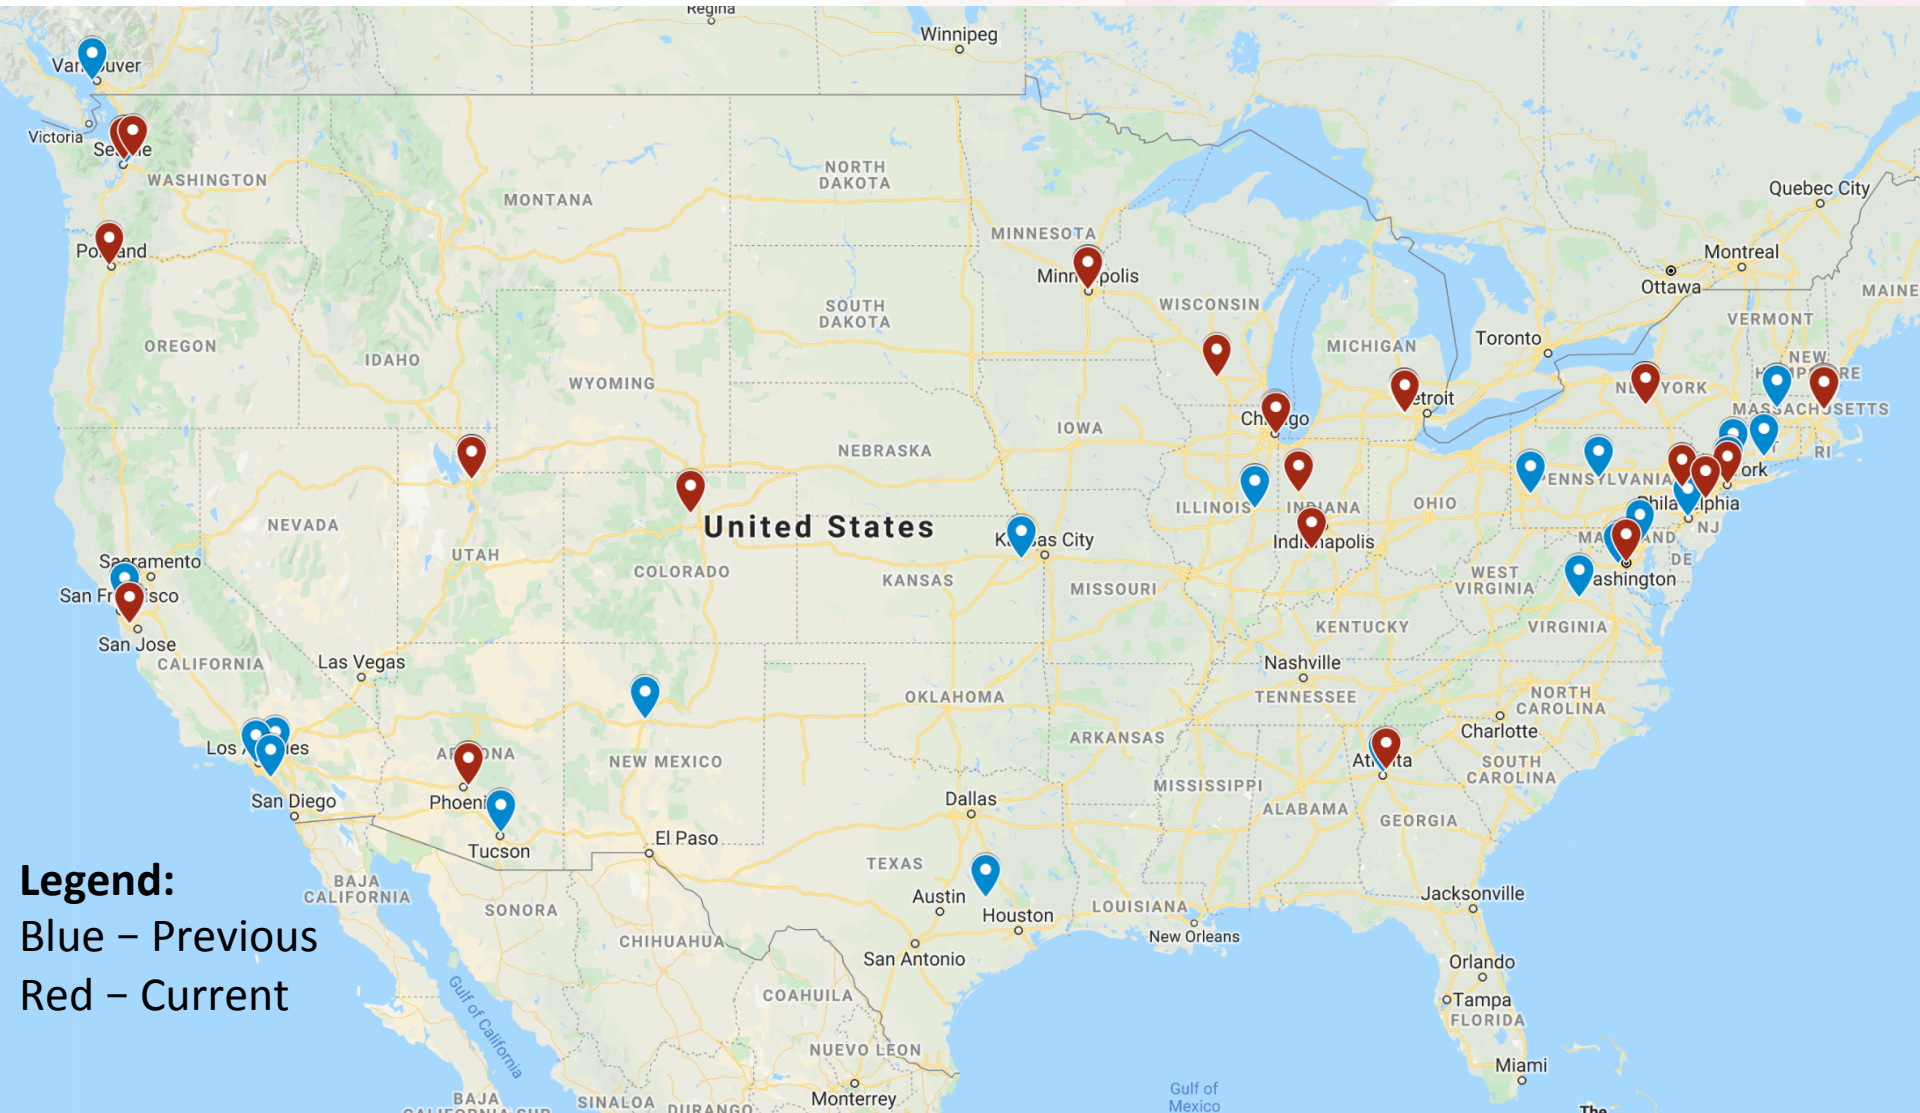 Regina
Winnipeg
Vancouver
Victoria
Seattle
WASHINGTON
Quebec City
NORTH
DAKOTA
MONTANA
MINNESOTA
Montreal
Portland
Minneapolis
Ottawa
MAINE
SOUTH
DAKOTA
WISCONSIN
VERMONT
Toronto
OREGON
IDAHO
MICHIGAN
NEW
HAMPSHIRE
WYOMING
NEW YORK
Detroit
MASSACHUSETTS
Chicago
IOWA
NEBRASKA
CT
RI
New York
PENNSYLVANIA
OHIO
ILLINOIS
INDIANA
Philadelphia
NEVADA
United States
NJ
MARYLAND
Kansas City
Indianapolis
UTAH
DE
Sacramento
COLORADO
KANSAS
MISSOURI
WEST
VIRGINIA
Washington
San Francisco
KENTUCKY
VIRGINIA
San Jose
CALIFORNIA
Las Vegas
Nashville
TENNESSEE
OKLAHOMA
NORTH
CAROLINA
Charlotte
Los Angeles
ARIZONA
NEW MEXICO
ARKANSAS
Atlanta
SOUTH
CAROLINA
MISSISSIPPI
San Diego
Phoenix
Dallas
ALABAMA
GEORGIA
Tucson
El Paso
TEXAS
Legend:
Blue – Previous
Red – Current
BAJA
CALIFORNIA
SONORA
CHIHUAHUA
Austin
Houston
LOUISIANA
New Orleans
Jacksonville
San Antonio
Orlando
Tampa
FLORIDA
Gulf of California
COAHUILA
NUEVO LEON
Miami
Gulf of
Mexico
Monterrey
BAJA
CALIFORNIA SUR
SINALOA
DURANGO
The